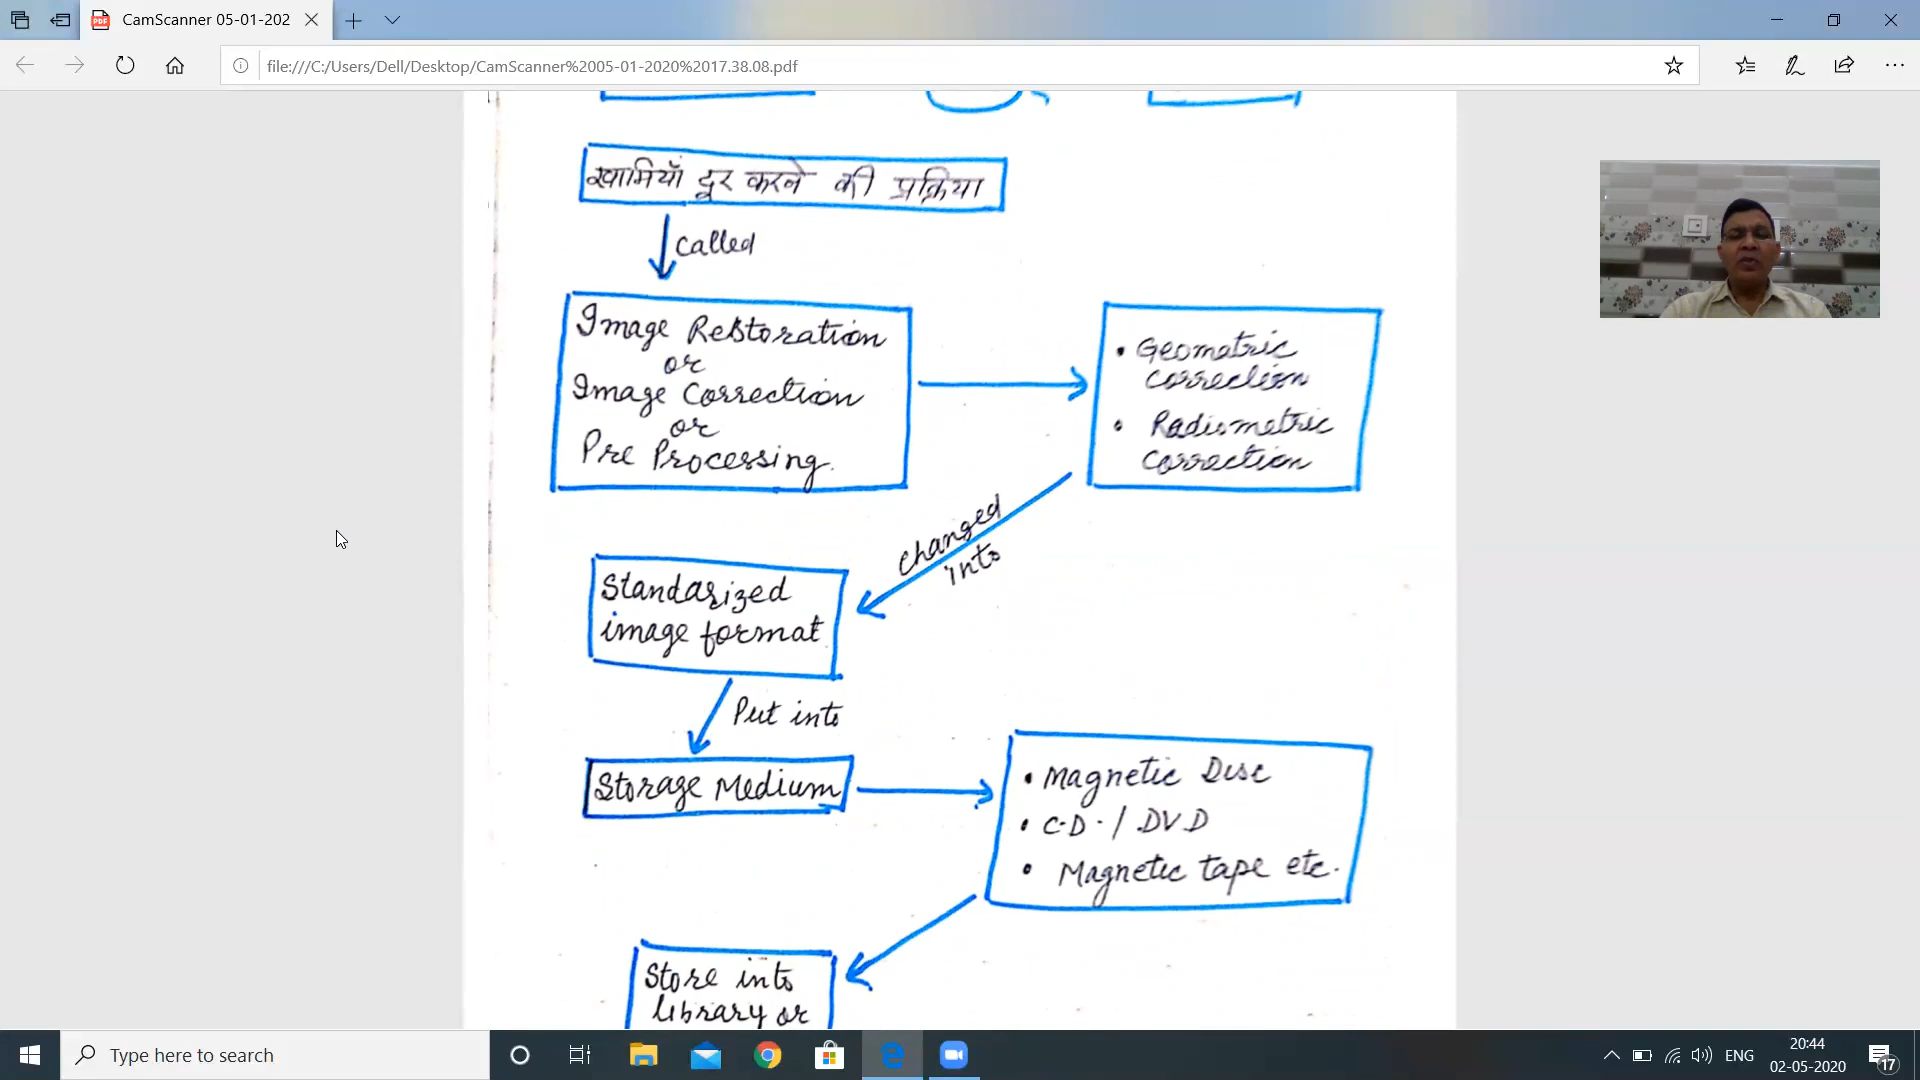 CamScanner 05-01-202
file:///C:/Users/Dell/Desktop/CamScanner%2005-01-2020%2017.38.08.pdf
खामियाँ दूर करने की प्रक्रिया
called
Image Restoration
or
Image Correction
or
Pre Processing.
• Geometric
correction
• Radiometric
correction
changed
into
Standarized
image format
Put into
Storage Medium
• Magnetic Disc
• C.D. / DVD
• Magnetic tape etc.
Store into
library or
Type here to search
ENG
20:44
02-05-2020
17